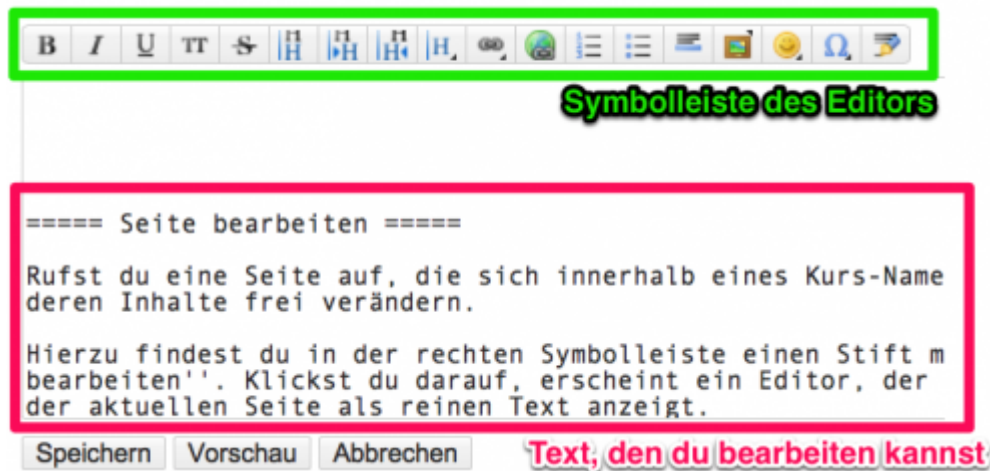 B I U TT S H H H H Ω
Symbolleiste des Editors
===== Seite bearbeiten =====
Rufst du eine Seite auf, die sich innerhalb eines Kurs-Name
deren Inhalte frei verändern.
Hierzu findest du in der rechten Symbolleiste einen Stift m
bearbeiten''. Klickst du darauf, erscheint ein Editor, der
der aktuellen Seite als reinen Text anzeigt.
Speichern Vorschau Abbrechen Text, den du bearbeiten kannst